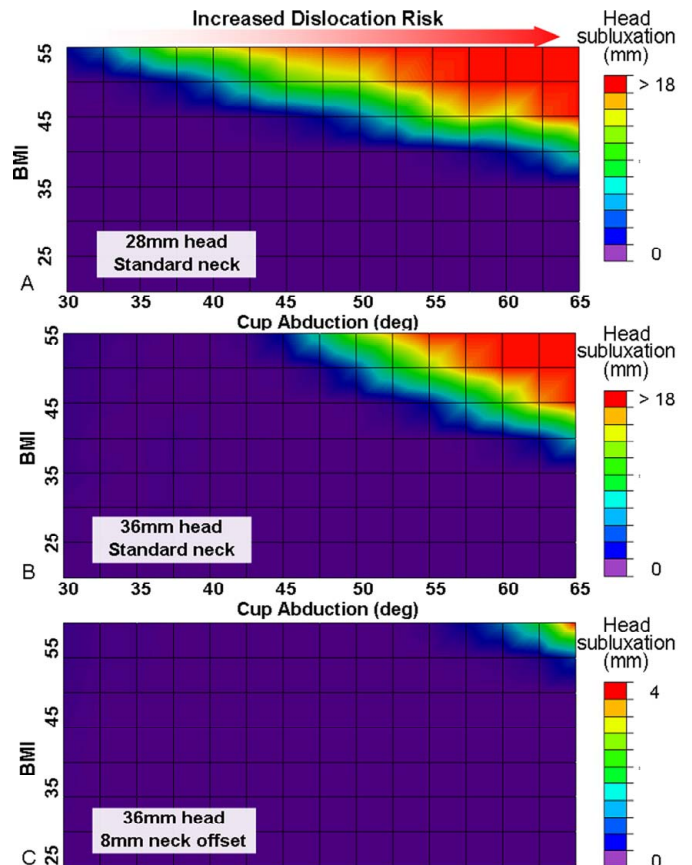 Increased Dislocation Risk
Head
subluxation
(mm)
> 18
0
55
45
35
25
BMI
28mm head
Standard neck
A
30 35 40 45 50 55 60 65
Cup Abduction (deg)
Head
subluxation
(mm)
> 18
0
55
45
35
25
BMI
36mm head
Standard neck
B
30 35 40 45 50 55 60 65
Cup Abduction (deg)
Head
subluxation
(mm)
4
0
55
45
35
25
BMI
36mm head
8mm neck offset
C